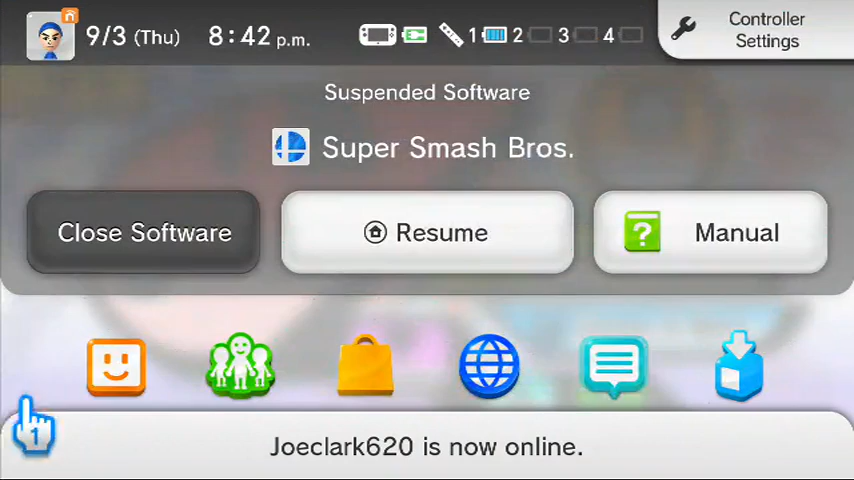 9/3 (Thu) 8:42 p.m. 1 2 3 4
Controller
Settings
Suspended Software
Super Smash Bros.
Close Software
Resume
? Manual
1
Joeclark620 is now online.